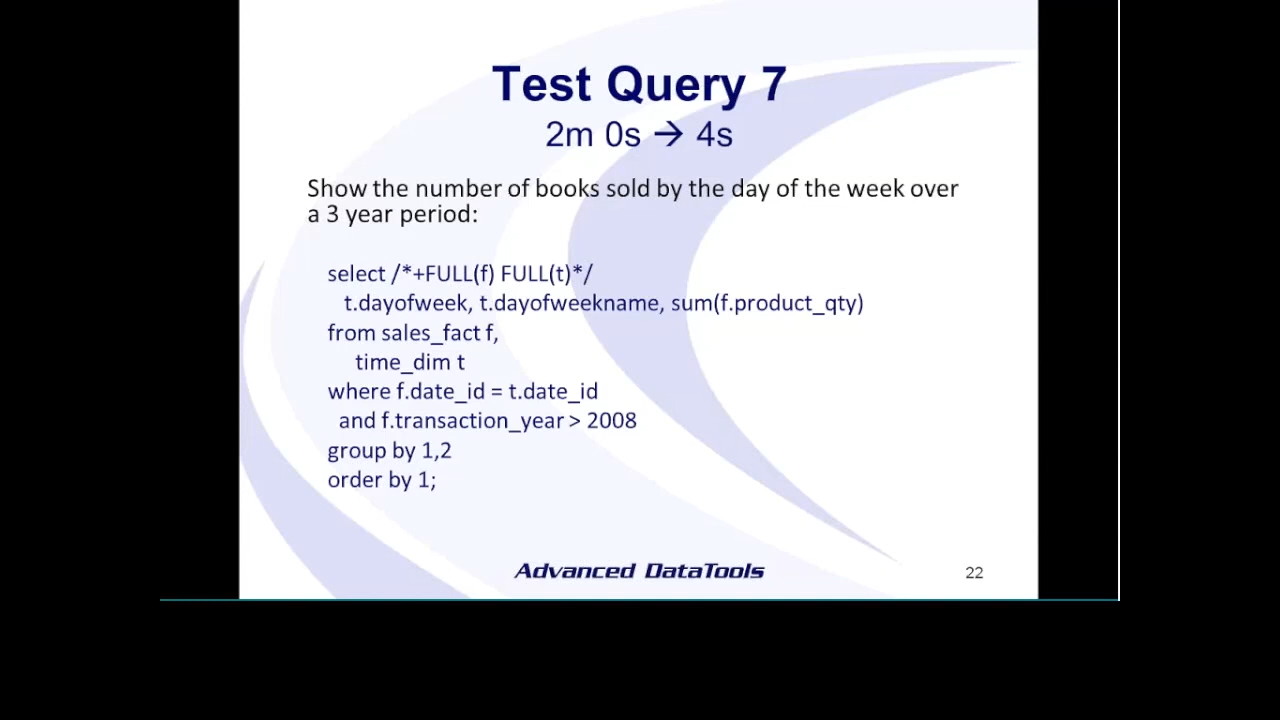 Test Query 7
2m 0s → 4s
Show the number of books sold by the day of the week over
a 3 year period:
select /*+FULL(f) FULL(t)*/
t.dayofweek, t.dayofweekname, sum(f.product_qty)
from sales_fact f,
time_dim t
where f.date_id = t.date_id
and f.transaction_year > 2008
group by 1,2
order by 1;
Advanced DataTools
22